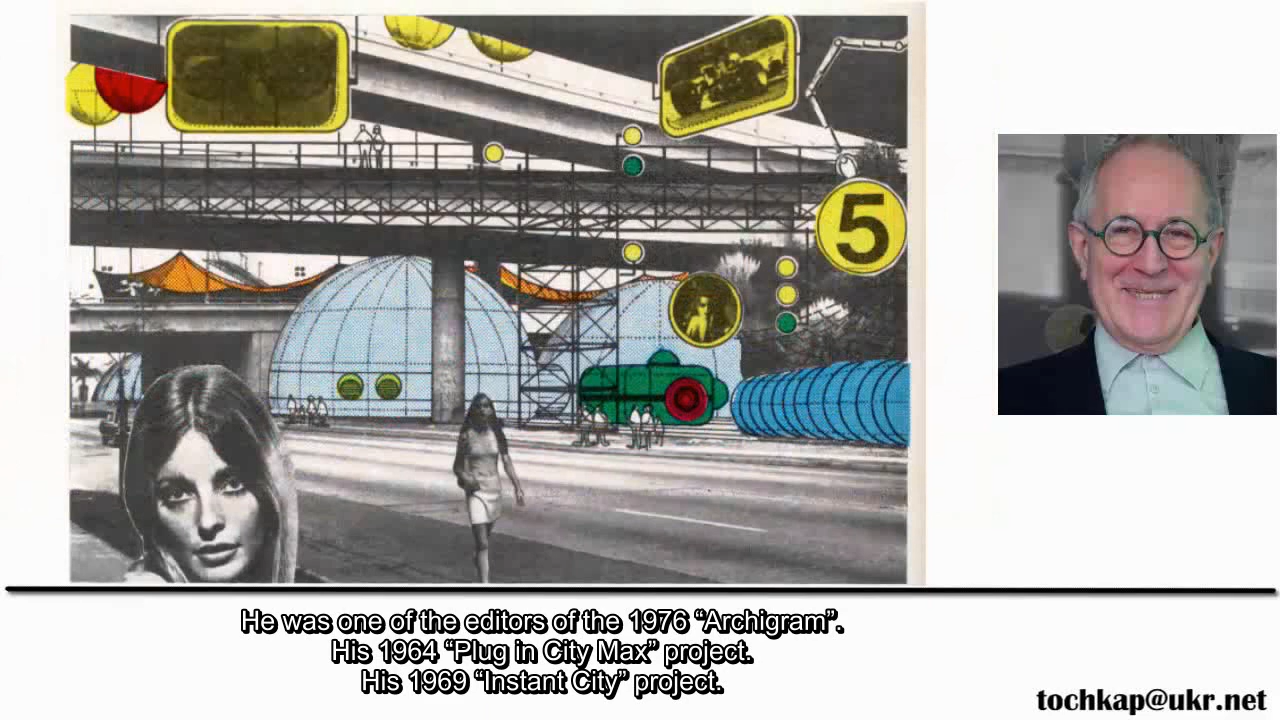 5
He was one of the editors of the 1976 “Archigram”.
His 1964 “Plug in City Max” project.
His 1969 “Instant City” project.
tochkap@ukr.net